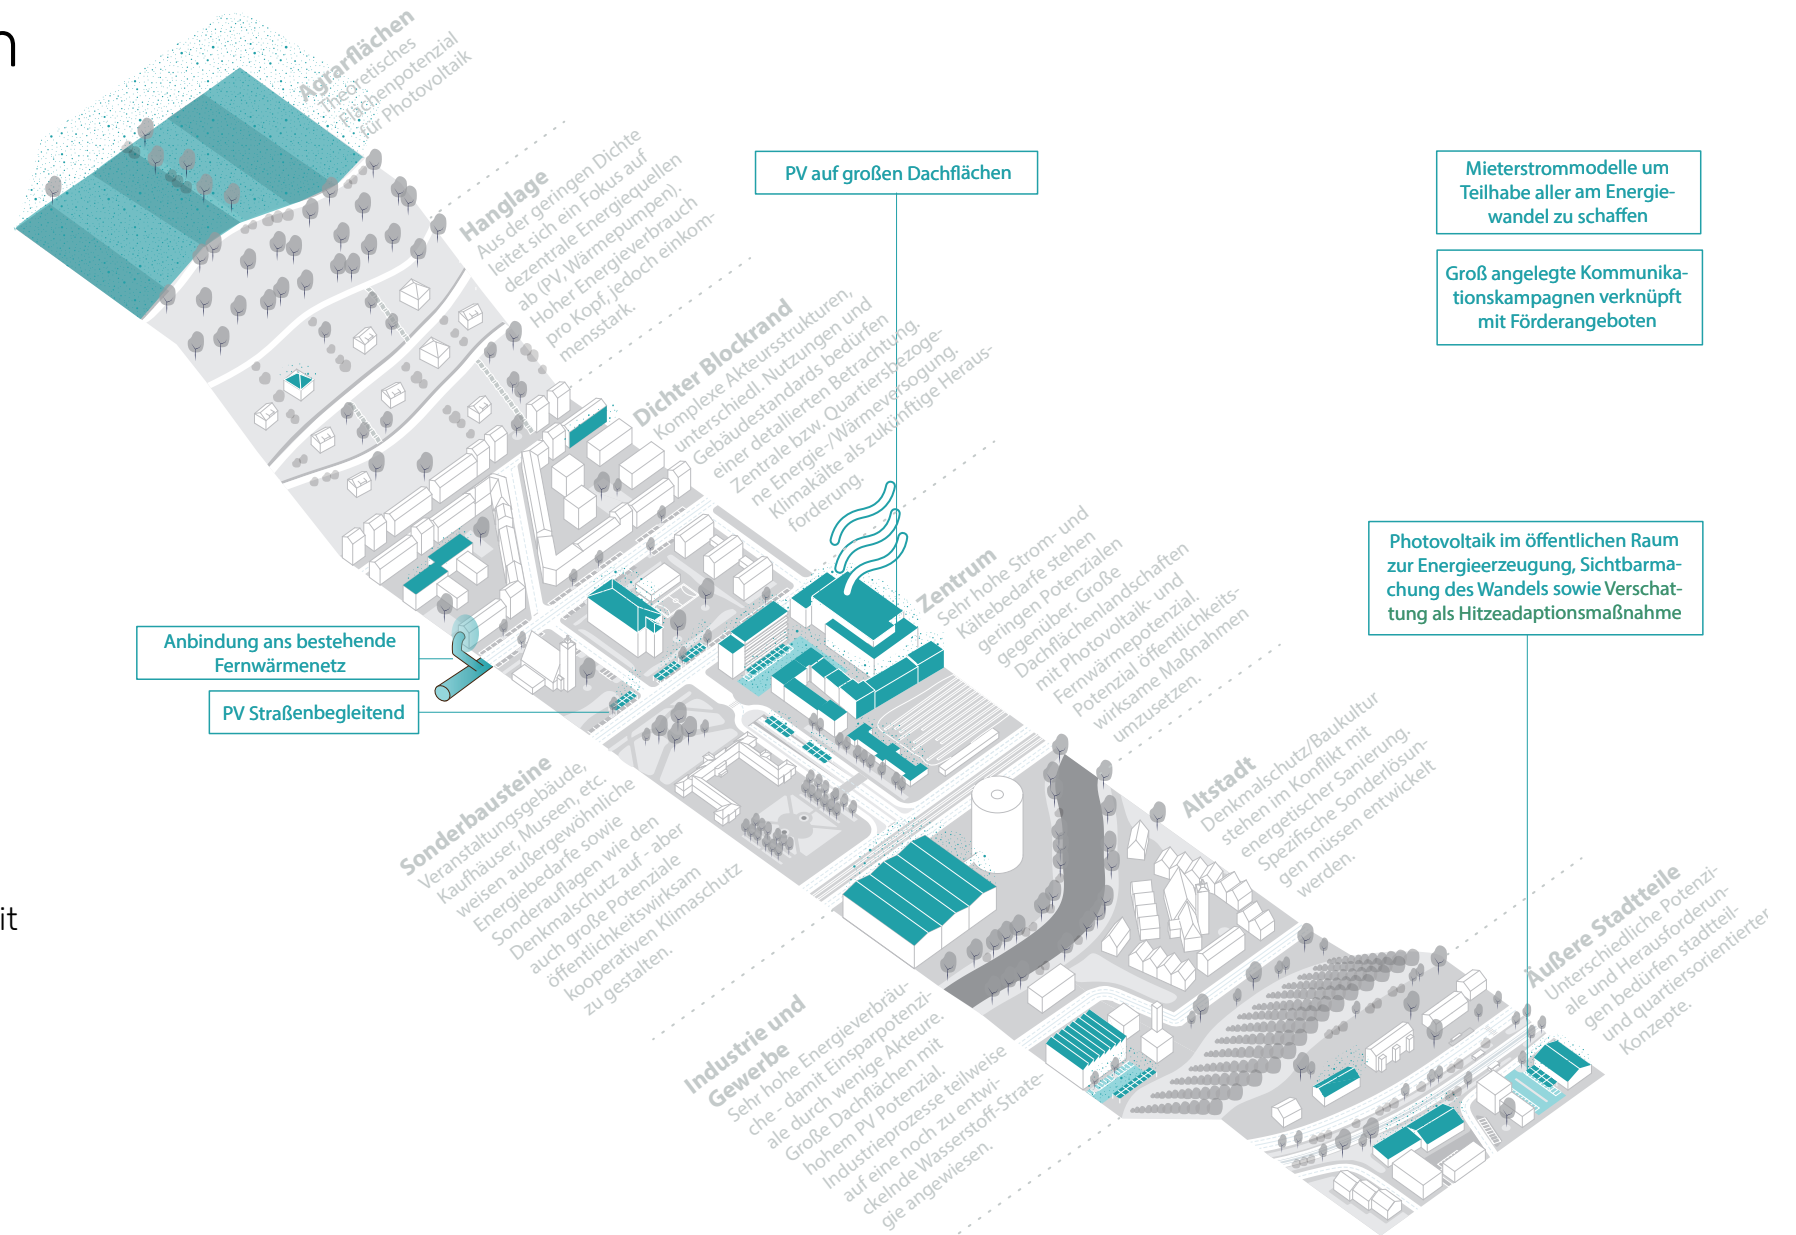 n
Agrarflächen
Theoretisches
Flächenpotenzial
für Photovoltaik
Hanglage
Aus der geringen Dichte
leitet sich ein Fokus auf
dezentrale Energiequellen
ab (PV, Wärmepumpen).
Hoher Energieverbrauch
pro Kopf, jedoch einkom-
mensstark.
PV auf großen Dachflächen
Mieterstrommodelle um
Teilhabe aller am Energie-
wandel zu schaffen
Groß angelegte Kommunika-
tionskampagnen verknüpft
mit Förderangeboten
Dichter Blockrand
Komplexe Akteursstrukturen,
unterschiedl. Nutzungen und
Gebäudestandards bedürfen
einer detallierten Betrachtung.
Zentrale bzw. Quartiersbezoge-
ne Energie-/Wärmeversogung.
Klimakälte als zukünftige Heraus-
forderung.
Zentrum
Sehr hohe Strom- und
Kältebedarfe stehen
geringen Potenzialen
gegenüber. Große
Dachflächenlandschaften
mit Photovoltaik- und
Fernwärmepotenzial.
Potenzial öffentlichkeits-
wirksame Maßnahmen
umzusetzen.
Photovoltaik im öffentlichen Raum
zur Energieerzeugung, Sichtbarma-
chung des Wandels sowie Verschat-
tung als Hitzeadaptionsmaßnahme
Anbindung ans bestehende
Fernwärmenetz
PV Straßenbegleitend
Sonderbausteine
Veranstaltungsgebäude,
Kaufhäuser, Museen, etc.
weisen außergewöhnliche
Energiebedarfe sowie
Sonderauflagen wie den
Denkmalschutz auf - aber
auch große Potenziale
öffentlichkeitswirksam
kooperativen Klimaschutz
zu gestalten.
Altstadt
Denkmalschutz/Baukultur
stehen im Konflikt mit
energetischer Sanierung.
Spezifische Sonderlösun-
gen müssen entwickelt
werden.
it
Äußere Stadtteile
Unterschiedliche Potenzi-
ale und Herausforderun-
gen bedürfen stadtteil-
und quartiersorientierter
Konzepte.
Industrie und
Gewerbe
Sehr hohe Energieverbräu-
che - damit Einsparpotenzi-
ale durch wenige Akteure.
Große Dachflächen mit
hohem PV Potenzial.
Industrieprozesse teilweise
auf eine noch zu entwi-
ckelnde Wasserstoff-Strate-
gie angewiesen.